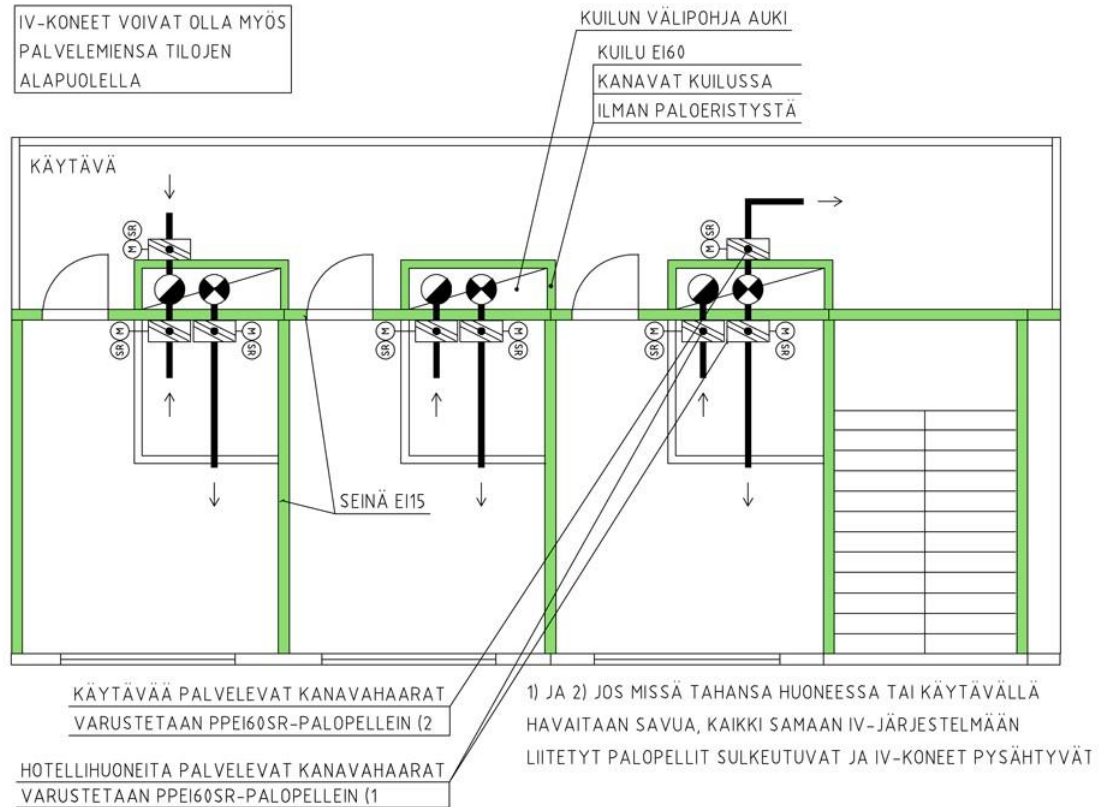 IV-KONEET VOIVAT OLLA MYÖS
PALVELEMIENSA TILOJEN
ALAPUOLELLA
KUILUN VÄLIPOHJA AUKI
KUILU EI60
KANAVAT KUILUSSA
ILMAN PALOERISTYSTÄ
KÄYTÄVÄ
SR
M
SR
M
M
SR
M
SR
M
SR
M
SR
M
SR
M
SR
SEINÄ EI15
KÄYTÄVÄÄ PALVELEVAT KANAVAHAARAT
VARUSTETAAN PPEI60SR-PALOPELLEIN (2
HOTELLIHUONEITA PALVELEVAT KANAVAHAARAT
VARUSTETAAN PPEI60SR-PALOPELLEIN (1
1) JA 2) JOS MISSÄ TAHANSA HUONEESSA TAI KÄYTÄVÄLLÄ
HAVAITAAN SAVUA, KAIKKI SAMAAN IV-JÄRJESTELMÄÄN
LIITETYT PALOPELLIT SULKEUTUVAT JA IV-KONEET PYSÄHTYVÄT